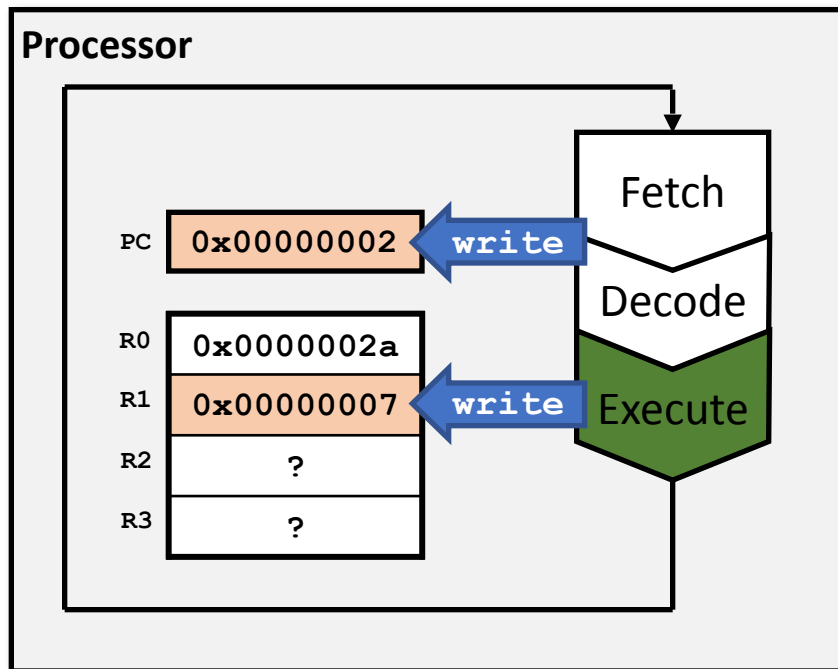 Processor
Fetch
PC 0x00000002 write
Decode
R0 0x0000002a
R1 0x00000007 write Execute
R2 ?
R3 ?